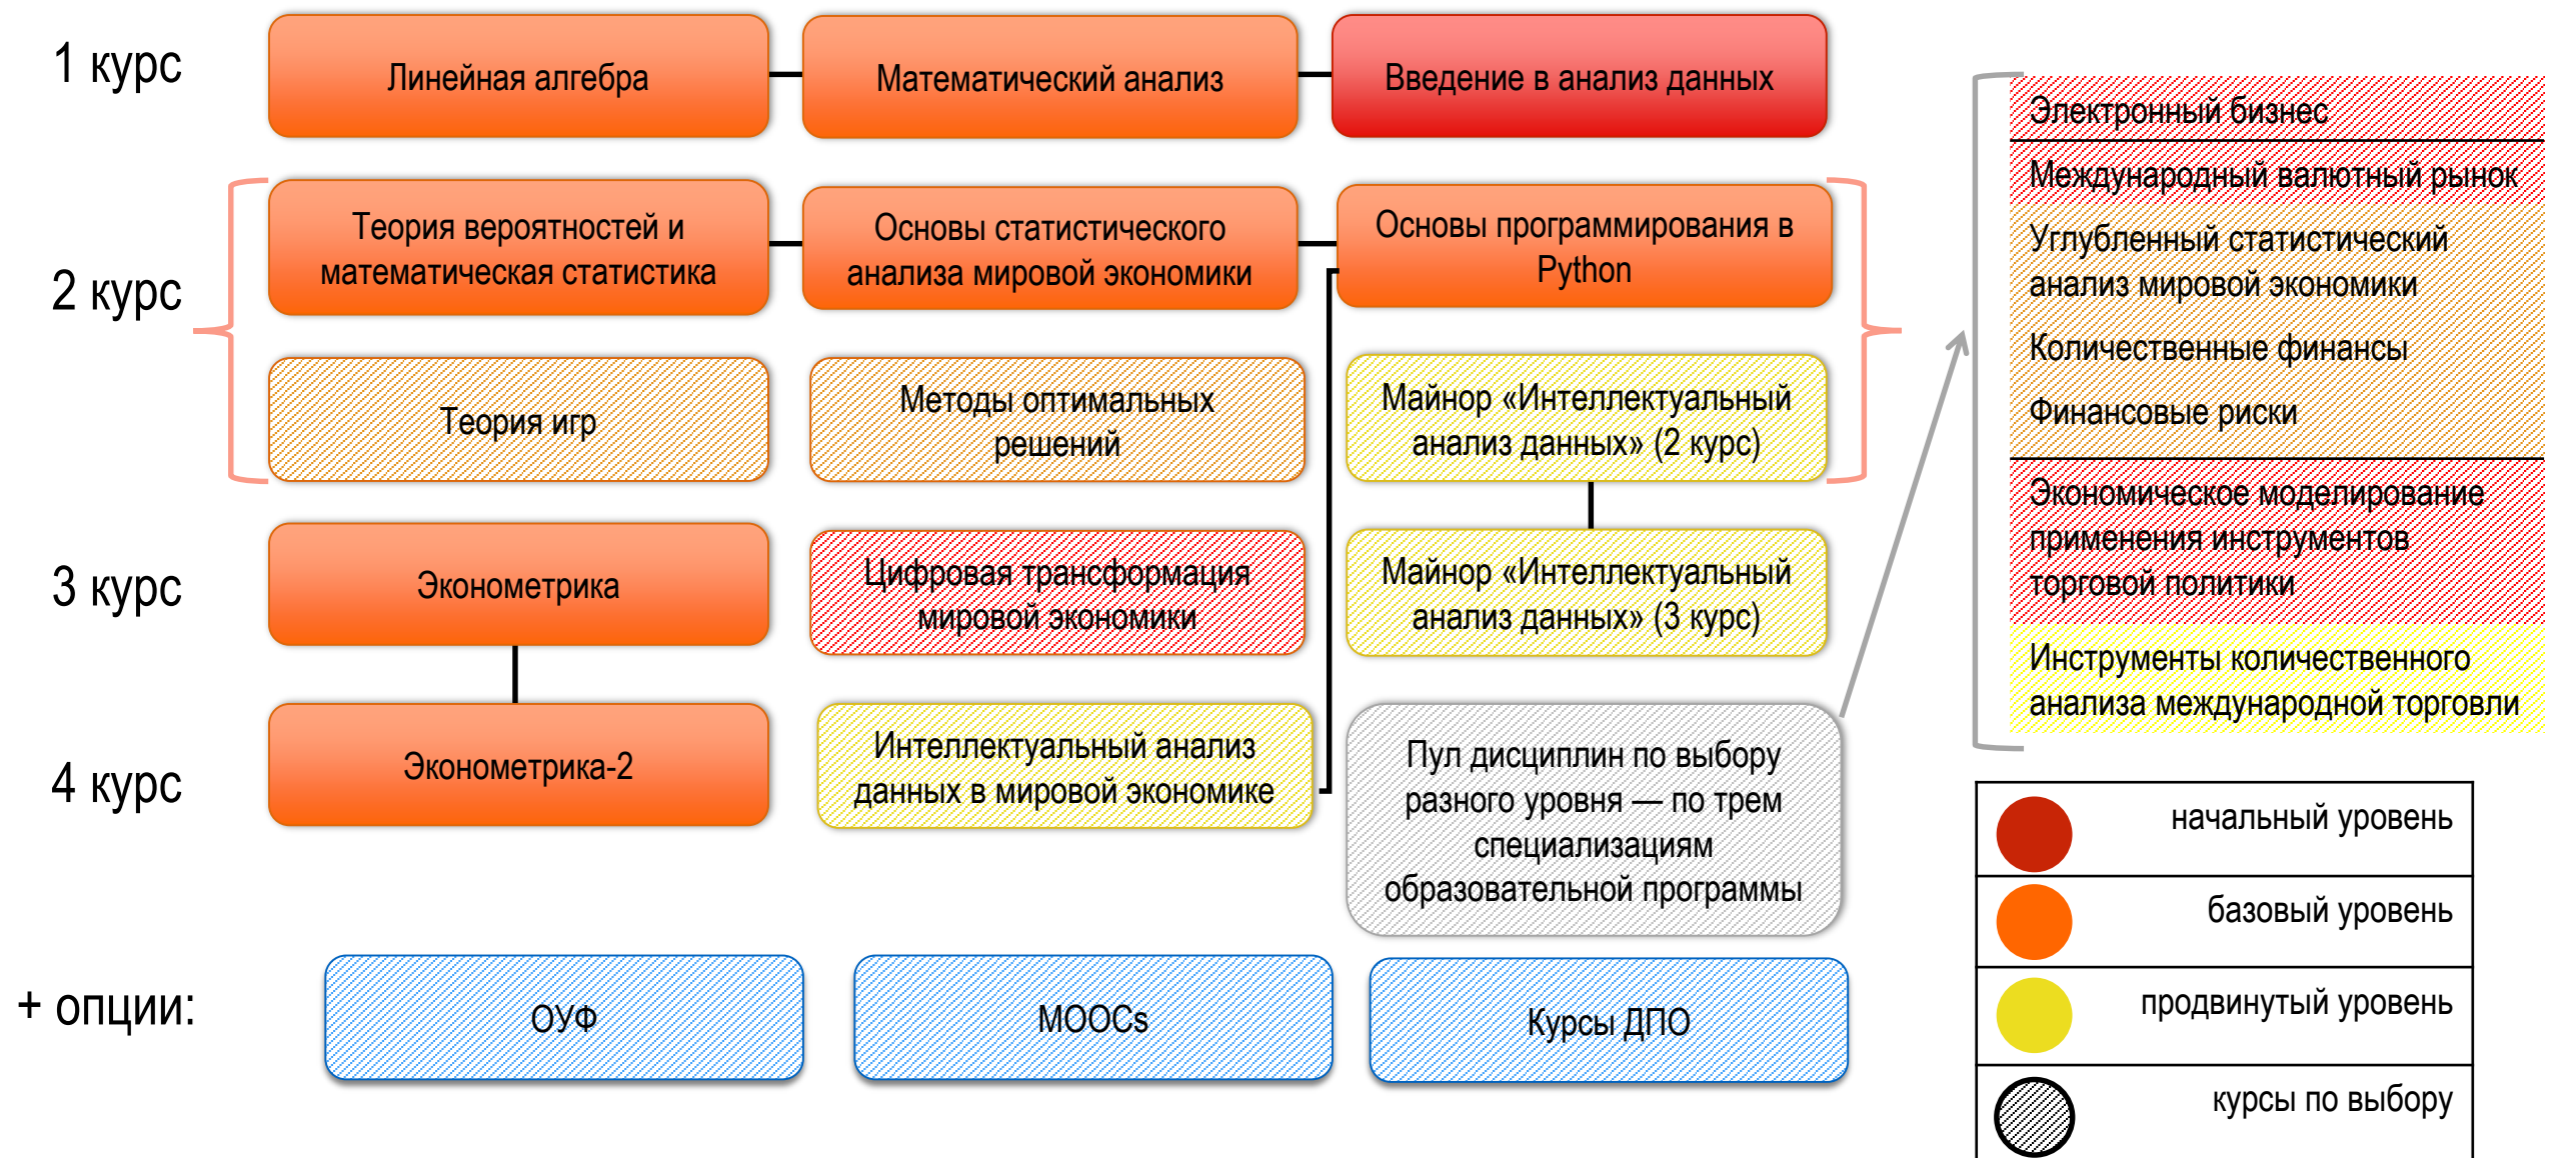 1 курс
Линейная алгебра
Математический анализ
Введение в анализ данных
2 курс
Теория вероятностей и
математическая статистика
Основы статистического
анализа мировой экономики
Основы программирования в
Python
Теория игр
Методы оптимальных
решений
Майнор «Интеллектуальный
анализ данных» (2 курс)
3 курс
Эконометрика
Цифровая трансформация
мировой экономики
Майнор «Интеллектуальный
анализ данных» (3 курс)
4 курс
Эконометрика-2
Интеллектуальный анализ
данных в мировой экономике
Пул дисциплин по выбору
разного уровня — по трем
специализациям
образовательной программы
+ опции:
ОУФ
MOOCs
Курсы ДПО
Электронный бизнес
Международный валютный рынок
Углубленный статистический
анализ мировой экономики
Количественные финансы
Финансовые риски
Экономическое моделирование
применения инструментов
торговой политики
Инструменты количественного
анализа международной торговли
начальный уровень
базовый уровень
продвинутый уровень
курсы по выбору